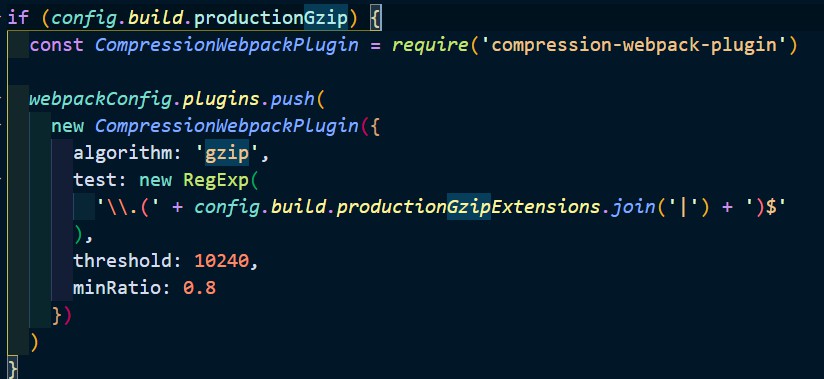 if (config.build.productionGzip) {
  const CompressionWebpackPlugin = require('compression-webpack-plugin')

  webpackConfig.plugins.push(
    new CompressionWebpackPlugin({
      algorithm: 'gzip',
      test: new RegExp(
        '\\.(' + config.build.productionGzipExtensions.join('|') + ')$'
      ),
      threshold: 10240,
      minRatio: 0.8
    })
  )
}